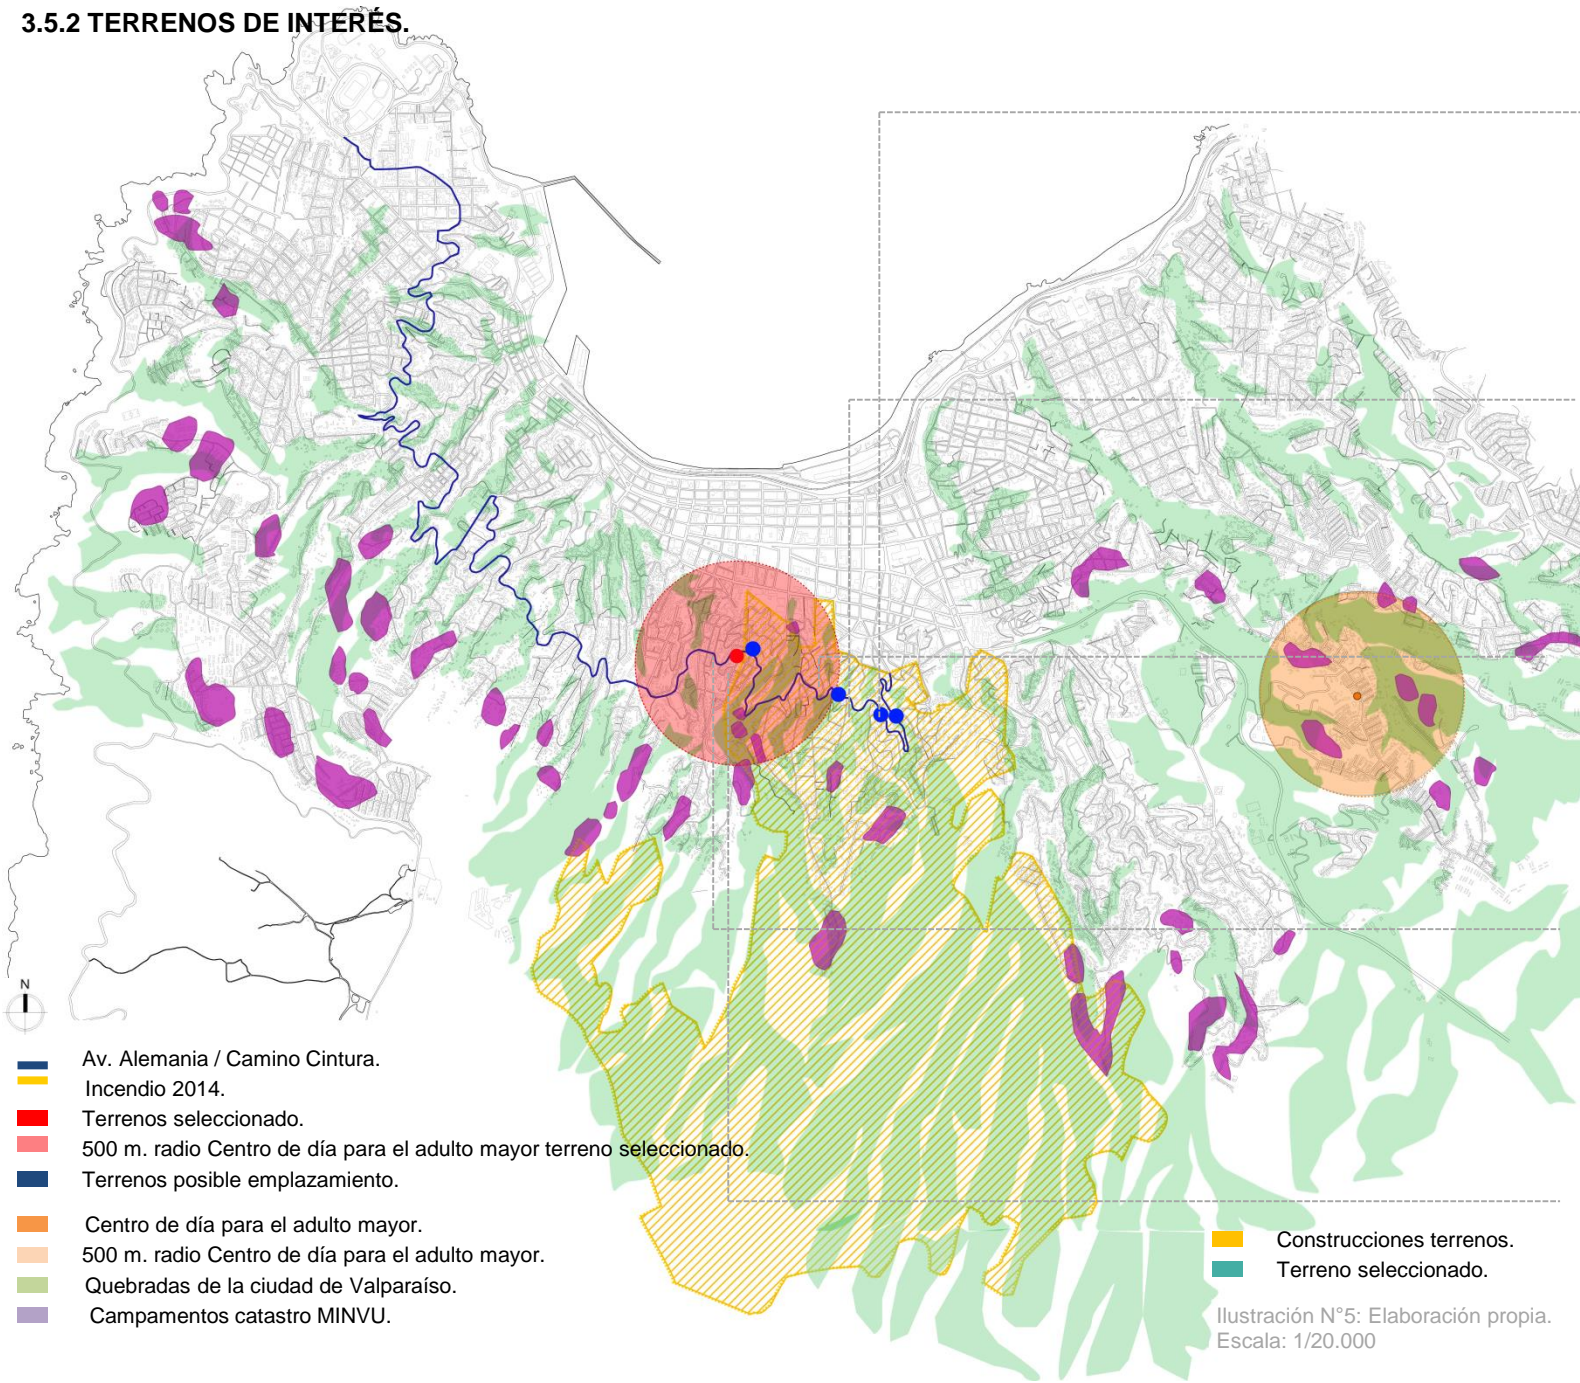 3.5.2 TERRENOS DE INTERÉS.
N
Av. Alemania / Camino Cintura.
Incendio 2014.
Terrenos seleccionado.
500 m. radio Centro de día para el adulto mayor terreno seleccionado.
Terrenos posible emplazamiento.
Centro de día para el adulto mayor.
500 m. radio Centro de día para el adulto mayor.
Quebradas de la ciudad de Valparaíso.
Campamentos catastro MINVU.
Construcciones terrenos.
Terreno seleccionado.
Ilustración N°5: Elaboración propia.
Escala: 1/20.000